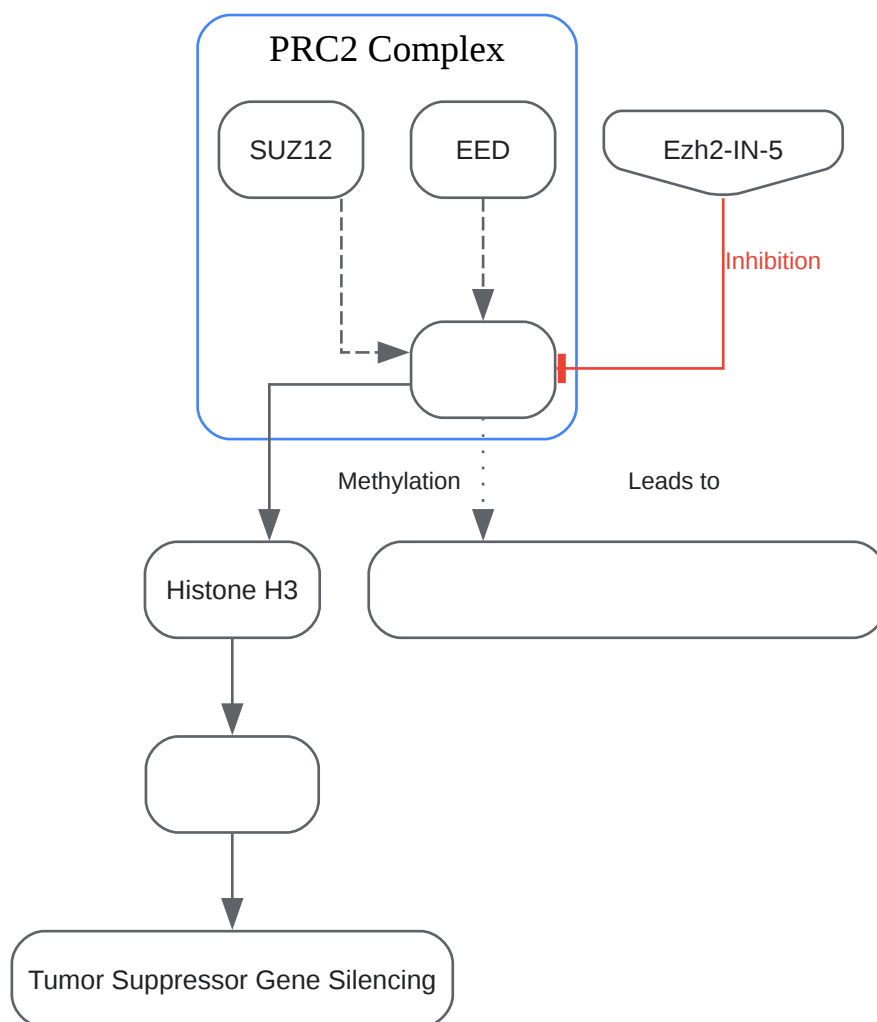 PRC2 Complex
SUZ12
EED
Ezh2-IN-5
Inhibition
Methylation
Leads to
Histone H3
Tumor Suppressor Gene Silencing